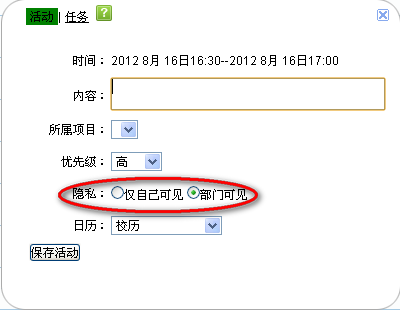 活动 | 任务 ?
时间： 2012 8月 16日16:30--2012 8月 16日17:00
内容：
所属项目：
优先级： 高
隐私： 仅自己可见 部门可见
日历： 校历
保存活动